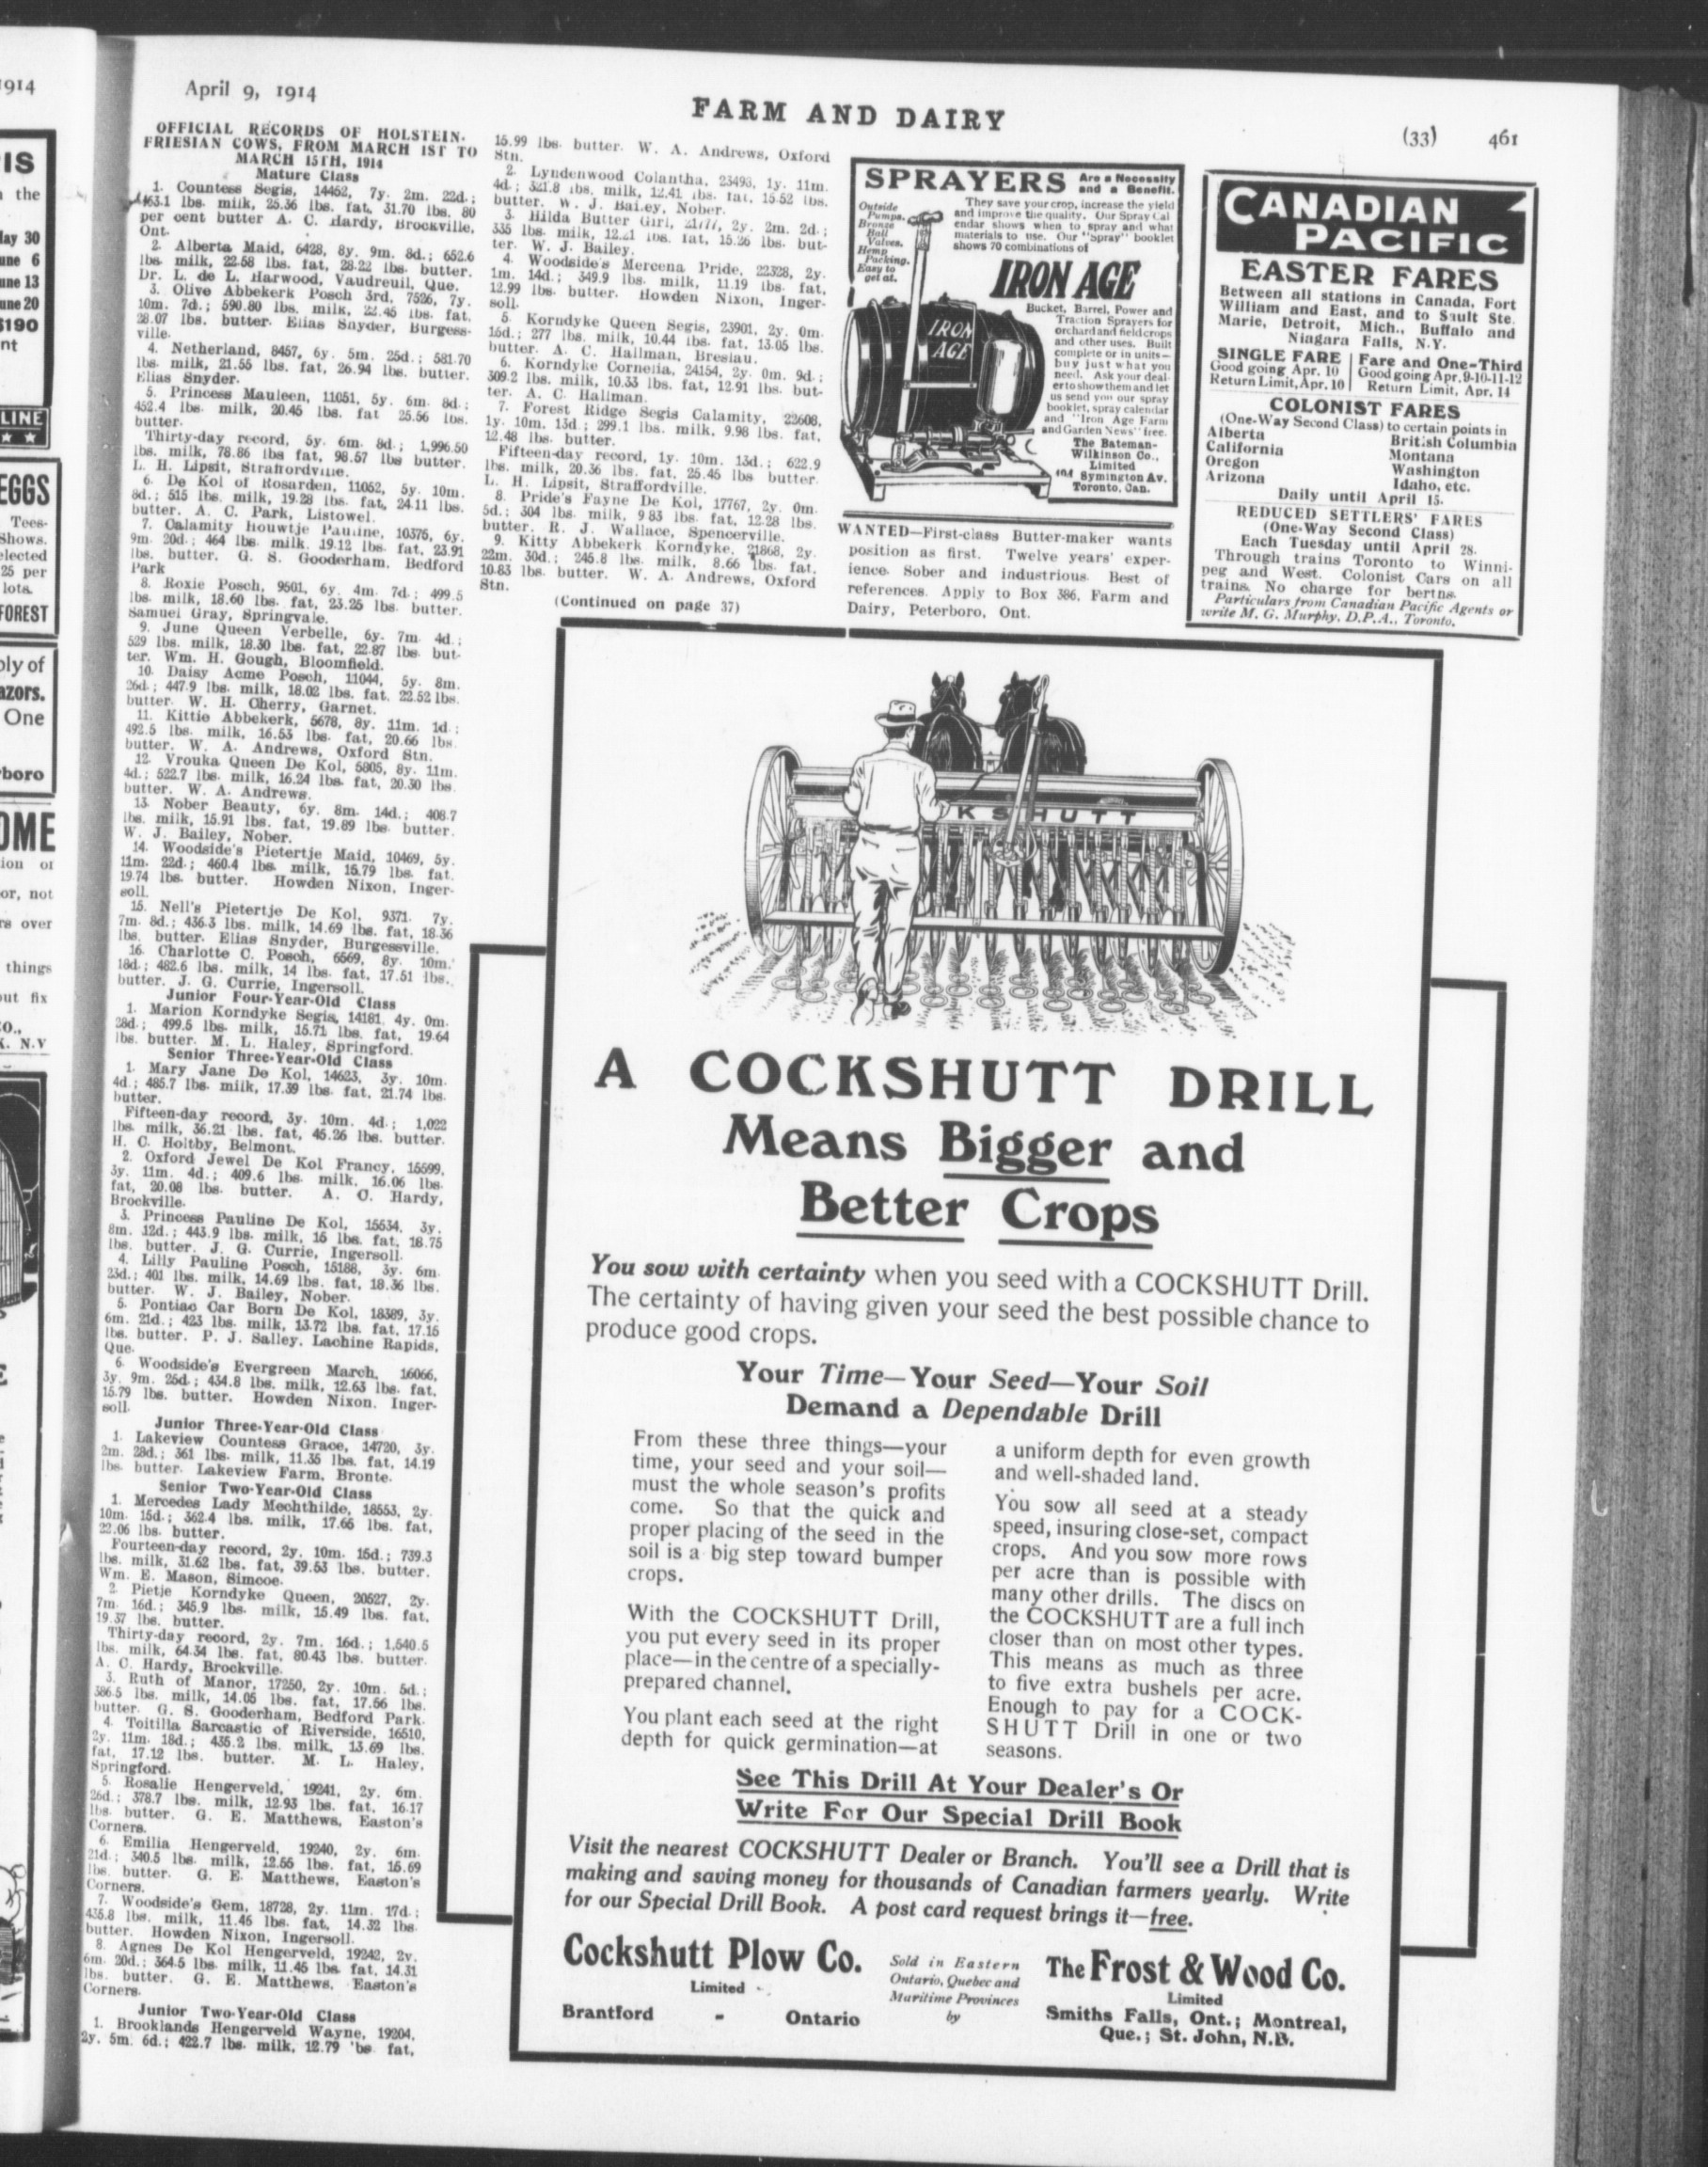 April 9, 1914
FARM AND DAIRY
(33) 461
OFFICIAL RECORDS OF HOLSTEIN-
FRIESIAN COWS, FROM MARCH 1ST TO
MARCH 15TH, 1914
Mature Class
1. Countess Segis, 14462, 7y. 2m. 22d.;
463.1 lbs. milk, 25.36 lbs. fat, 31.70 lbs. 80
per cent butter A. C. Hardy, Brockville,
Ont.
2. Alberta Maid, 6428, 8y. 9m. 8d.; 652.6
lbs. milk, 22.58 lbs. fat, 28.22 lbs. butter.
Dr. L. de L. Harwood, Vaudreuil, Que.
3. Olive Abbekerk Posch 3rd, 7526, 7y.
10m. 7d.; 590.80 lbs. milk, 22.45 lbs. fat.
28.07 lbs. butter. Elias Snyder, Burgess-
ville.
4. Netherland, 8457, 6y. 5m. 25d.; 581.70
lbs. milk, 21.55 lbs. fat, 26.94 lbs. butter.
Elias Snyder.
5. Princess Mauleen, 11051, 5y. 6m. 8d.;
452.4 lbs. milk, 20.45 lbs. fat 25.56 lbs.
butter.
Thirty-day record, 5y. 6m. 8d.; 1,996.50
lbs. milk, 78.86 lbs fat, 98.57 lbs butter.
L. H. Lipsit, Straffordville.
6. De Kol of Rosarden, 11052, 5y. 10m.
8d.; 515 lbs. milk, 19.28 lbs. fat, 24.11 lbs.
butter. A. C. Park, Listowel.
7. Calamity Houwtje Pauline, 10376, 6y.
9m. 20d.; 464 lbs. milk. 19.12 lbs. fat, 23.91
lbs. butter. G. S. Gooderham, Bedford
Park
8. Roxie Posch, 9501, 6y. 4m. 7d.; 499.5
lbs. milk, 18.60 lbs. fat, 23.25 lbs. butter.
Samuel Gray, Springvale.
9. June Queen Verbelle, 6y. 7m. 4d.;
529 lbs. milk, 18.30 lbs. fat, 22.87 lbs. but-
ter. Wm. H. Gough, Bloomfield.
10. Daisy Acme Posch, 11044, 5y. 8m.
26d.; 447.9 lbs. milk, 18.02 lbs. fat. 22.52 lbs.
butter. W. H. Cherry, Garnet.
11. Kittie Abbekerk, 5678, 8y. 11m. 1d.;
492.5 lbs. milk, 16.53 lbs. fat, 20.66 lbs.
butter. W. A. Andrews, Oxford Stn.
12. Vrouka Queen De Kol, 5805, 8y. 11m.
4d.; 522.7 lbs. milk, 16.24 lbs. fat, 20.30 lbs.
butter. W. A. Andrews.
13. Nober Beauty, 6y. 8m. 14d.; 408.7
lbs. milk, 15.91 lbs. fat, 19.89 lbs. butter.
W. J. Bailey, Nober.
14. Woodside's Pietertje Maid, 10469, 5y.
11m. 22d.; 460.4 lbs. milk, 15.79 lbs. fat.
19.74 lbs. butter. Howden Nixon, Inger-
soll.
15. Nell's Pietertje De Kol, 9371. 7y.
7m. 8d.; 436.3 lbs. milk, 14.69 lbs. fat, 18.36
lbs. butter. Elias Snyder, Burgessville.
16. Charlotte C. Posch, 6569, 8y. 10m.
18d.; 482.6 lbs. milk, 14 lbs. fat, 17.51 lbs.
butter. J. G. Currie, Ingersoll.
Junior Four-Year-Old Class
1. Marion Korndyke Segis, 14181. 4y. 0m.
28d.; 499.5 lbs. milk, 15.71 lbs. fat, 19.64
lbs. butter. M. L. Haley, Springford.
Senior Three-Year-Old Class
1. Mary Jane De Kol, 14623, 3y. 10m.
4d.; 485.7 lbs. milk, 17.39 lbs. fat, 21.74 lbs.
butter.
Fifteen-day record, 3y. 10m. 4d.; 1,022
lbs. milk, 36.21 lbs. fat, 45.26 lbs. butter.
H. C. Holtby, Belmont.
2. Oxford Jewel De Kol Francy, 15599,
3y. 11m. 4d.; 409.6 lbs. milk, 16.06 lbs.
fat, 20.08 lbs. butter. A. C. Hardy,
Brockville.
3. Princess Pauline De Kol, 15534, 3y.
8m. 12d.; 443.9 lbs. milk, 15 lbs. fat, 18.75
lbs. butter. J. G. Currie, Ingersoll.
4. Lilly Pauline Posch, 15188, 3y. 6m.
23d.; 401 lbs. milk, 14.69 lbs. fat, 18.36 lbs.
butter. W. J. Bailey, Nober.
5. Pontiac Car Born De Kol, 18389, 3y.
6m. 21d.; 423 lbs. milk, 13.72 lbs. fat, 17.15
lbs. butter. P. J. Salley, Lachine Rapids,
Que.
6. Woodside's Evergreen March, 16066,
3y. 9m. 25d.; 434.8 lbs. milk, 12.63 lbs. fat,
15.79 lbs. butter. Howden Nixon, Inger-
soll.
Junior Three-Year-Old Class
1. Lakeview Countess Grace, 14720, 3y.
2m. 28d.; 361 lbs. milk, 11.35 lbs. fat, 14.19
lbs. butter. Lakeview Farm, Bronte.
Senior Two-Year-Old Class
1. Mercedes Lady Mechthilde, 18553, 2y.
10m. 15d.; 362.4 lbs. milk, 17.65 lbs. fat,
22.06 lbs. butter.
Fourteen-day record, 2y. 10m. 15d.; 739.3
lbs. milk, 31.62 lbs. fat, 39.53 lbs. butter.
Wm. E. Mason, Simcoe.
2. Pietje Korndyke Queen, 20527, 2y.
7m. 16d.; 345.9 lbs. milk, 15.49 lbs. fat,
19.37 lbs. butter.
Thirty-day record, 2y. 7m. 16d.; 1,540.5
lbs. milk, 64.34 lbs. fat, 80.43 lbs. butter.
A. C. Hardy, Brockville.
3. Ruth of Manor, 17250, 2y. 10m. 5d.;
386.5 lbs. milk, 14.05 lbs. fat, 17.56 lbs.
butter. G. S. Gooderham, Bedford Park.
4. Toitilla Sarcastic of Riverside, 16510,
2y. 11m. 18d.; 435.2 lbs. milk, 13.69 lbs.
fat, 17.12 lbs. butter. M. L. Haley,
Springford.
5. Rosalie Hengerveld, 19241, 2y. 6m.
26d.; 378.7 lbs. milk, 12.93 lbs. fat, 16.17
lbs. butter. G. E. Matthews, Easton's
Corners.
6. Emilia Hengerveld, 19240, 2y. 6m.
21d.; 340.5 lbs. milk, 12.55 lbs. fat, 15.69
lbs. butter. G. E. Matthews, Easton's
Corners.
7. Woodside's Gem, 18728, 2y. 11m. 17d.;
435.8 lbs. milk, 11.45 lbs. fat, 14.32 lbs.
butter. Howden Nixon, Ingersoll.
8. Agnes De Kol Hengerveld, 19242, 2y.
6m. 20d.; 364.5 lbs. milk, 11.45 lbs. fat, 14.31
lbs. butter. G. E. Matthews, Easton's
Corners.
Junior Two-Year-Old Class
1. Brooklands Hengerveld Wayne, 19204,
2y. 5m. 6d.; 422.7 lbs. milk, 12.79 lbs. fat,
15.99 lbs. butter. W. A. Andrews, Oxford
Stn.
2. Lyndenwood Colantha, 23493, 1y. 11m.
4d.; 321.8 lbs. milk, 12.41 lbs. fat, 15.52 lbs.
butter. W. J. Bailey, Nober.
3. Hilda Butter Girl, 21777, 2y. 2m. 2d.;
335 lbs. milk, 12.21 lbs. fat, 15.26 lbs. but-
ter. W. J. Bailey.
4. Woodside's Mercena Pride, 22328, 2y.
1m. 14d.; 349.9 lbs. milk, 11.19 lbs. fat,
12.99 lbs. butter. Howden Nixon, Inger-
soll.
5. Korndyke Queen Segis, 23901, 2y. 0m.
16d.; 277 lbs. milk, 10.44 lbs. fat, 13.05 lbs.
butter. A. C. Hallman, Breslau.
6. Korndyke Cornelia, 24154, 2y. 0m. 9d.;
309.2 lbs. milk, 10.33 lbs. fat, 12.91 lbs. but-
ter. A. C. Hallman.
7. Forest Ridge Segis Calamity, 22608,
1y. 10m. 13d.; 299.1 lbs. milk, 9.98 lbs. fat,
12.48 lbs. butter.
Fifteen-day record, 1y. 10m. 13d.; 622.9
lbs. milk, 20.36 lbs. fat, 25.45 lbs butter.
L. H. Lipsit, Straffordville.
8. Pride's Fayne De Kol, 17767, 2y. 0m.
5d.; 304 lbs. milk, 9.83 lbs. fat, 12.28 lbs.
butter. R. J. Wallace, Spencerville.
9. Kitty Abbekerk Korndyke, 21868, 2y.
22m. 30d.; 245.8 lbs. milk, 8.66 lbs. fat,
10.83 lbs. butter. W. A. Andrews, Oxford
Stn.
(Continued on page 37)
SPRAYERS
Are a Necessity
and a Benefit.
Outside
Pumps.
Bronze
Ball
Valves.
Hemp
Packing.
Easy to
get at.
They save your crop, increase the yield
and improve the quality. Our Spray Cal
endar shows when to spray and what
materials to use. Our "Spray" booklet
shows 70 combinations of
IRON AGE
IRON
AGE
Bucket, Barrel, Power and
Traction Sprayers for
orchard and field crops
and other uses. Built
complete or in units—
buy just what you
need. Ask your deal-
er to show them and let
us send you our spray
booklet, spray calendar
and "Iron Age Farm
and Garden News" free.
The Bateman-
Wilkinson Co.,
Limited
404 Symington Av.
Toronto, Can.
WANTED—First-class Butter-maker wants
position as first. Twelve years' exper-
ience. Sober and industrious. Best of
references. Apply to Box 386, Farm and
Dairy, Peterboro, Ont.
CANADIAN
PACIFIC
EASTER FARES
Between all stations in Canada, Fort
William and East, and to Sault Ste.
Marie, Detroit, Mich., Buffalo and
Niagara Falls, N.Y.
SINGLE FARE
Good going Apr. 10
Return Limit, Apr. 10
Fare and One-Third
Good going Apr. 9-10-11-12
Return Limit, Apr. 14
COLONIST FARES
(One-Way Second Class) to certain points in
Alberta British Columbia
California Montana
Oregon Washington
Arizona Idaho, etc.
Daily until April 15.
REDUCED SETTLERS' FARES
(One-Way Second Class)
Each Tuesday until April 28.
Through trains Toronto to Winni-
peg and West. Colonist Cars on all
trains. No charge for berths.
Particulars from Canadian Pacific Agents or
write M. G. Murphy, D.P.A., Toronto.
KSHUTT
A COCKSHUTT DRILL
Means Bigger and
Better Crops
You sow with certainty when you seed with a COCKSHUTT Drill.
The certainty of having given your seed the best possible chance to
produce good crops.
Your Time—Your Seed—Your Soil
Demand a Dependable Drill
From these three things—your
time, your seed and your soil—
must the whole season's profits
come. So that the quick and
proper placing of the seed in the
soil is a big step toward bumper
crops.
With the COCKSHUTT Drill,
you put every seed in its proper
place—in the centre of a specially-
prepared channel.
You plant each seed at the right
depth for quick germination—at
a uniform depth for even growth
and well-shaded land.
You sow all seed at a steady
speed, insuring close-set, compact
crops. And you sow more rows
per acre than is possible with
many other drills. The discs on
the COCKSHUTT are a full inch
closer than on most other types.
This means as much as three
to five extra bushels per acre.
Enough to pay for a COCK-
SHUTT Drill in one or two
seasons.
See This Drill At Your Dealer's Or
Write For Our Special Drill Book
Visit the nearest COCKSHUTT Dealer or Branch. You'll see a Drill that is
making and saving money for thousands of Canadian farmers yearly. Write
for our Special Drill Book. A post card request brings it—free.
Cockshutt Plow Co.
Limited
Brantford - Ontario
Sold in Eastern
Ontario, Quebec and
Maritime Provinces
by
The Frost & Wood Co.
Limited
Smiths Falls, Ont.; Montreal,
Que.; St. John, N.B.